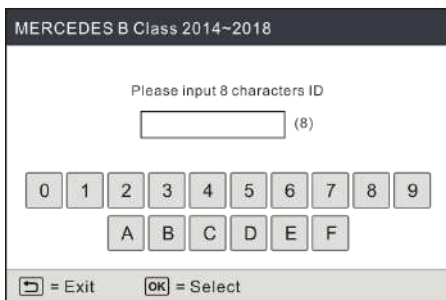 MERCEDES B Class 2014~2018
Please input 8 characters ID
(8)
0 1 2 3 4 5 6 7 8 9
A B C D E F
= Exit OK = Select